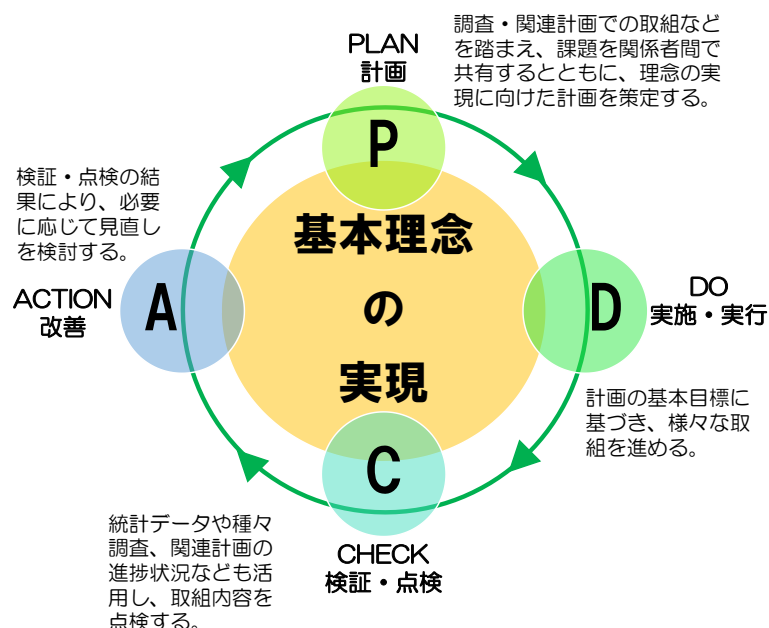 PLAN
計画
調査・関連計画での取組など
を踏まえ、課題を関係者間で
共有するとともに、理念の実
現に向けた計画を策定する。
P
検証・点検の結
果により、必要
に応じて見直し
を検討する。
基本理念
の
実現
ACTION
改善
A
D
DO
実施・実行
計画の基本目標に
基づき、様々な取
組を進める。
C
CHECK
検証・点検
統計データや種々
調査、関連計画の
進捗状況なども活
用し、取組内容を
点検する。